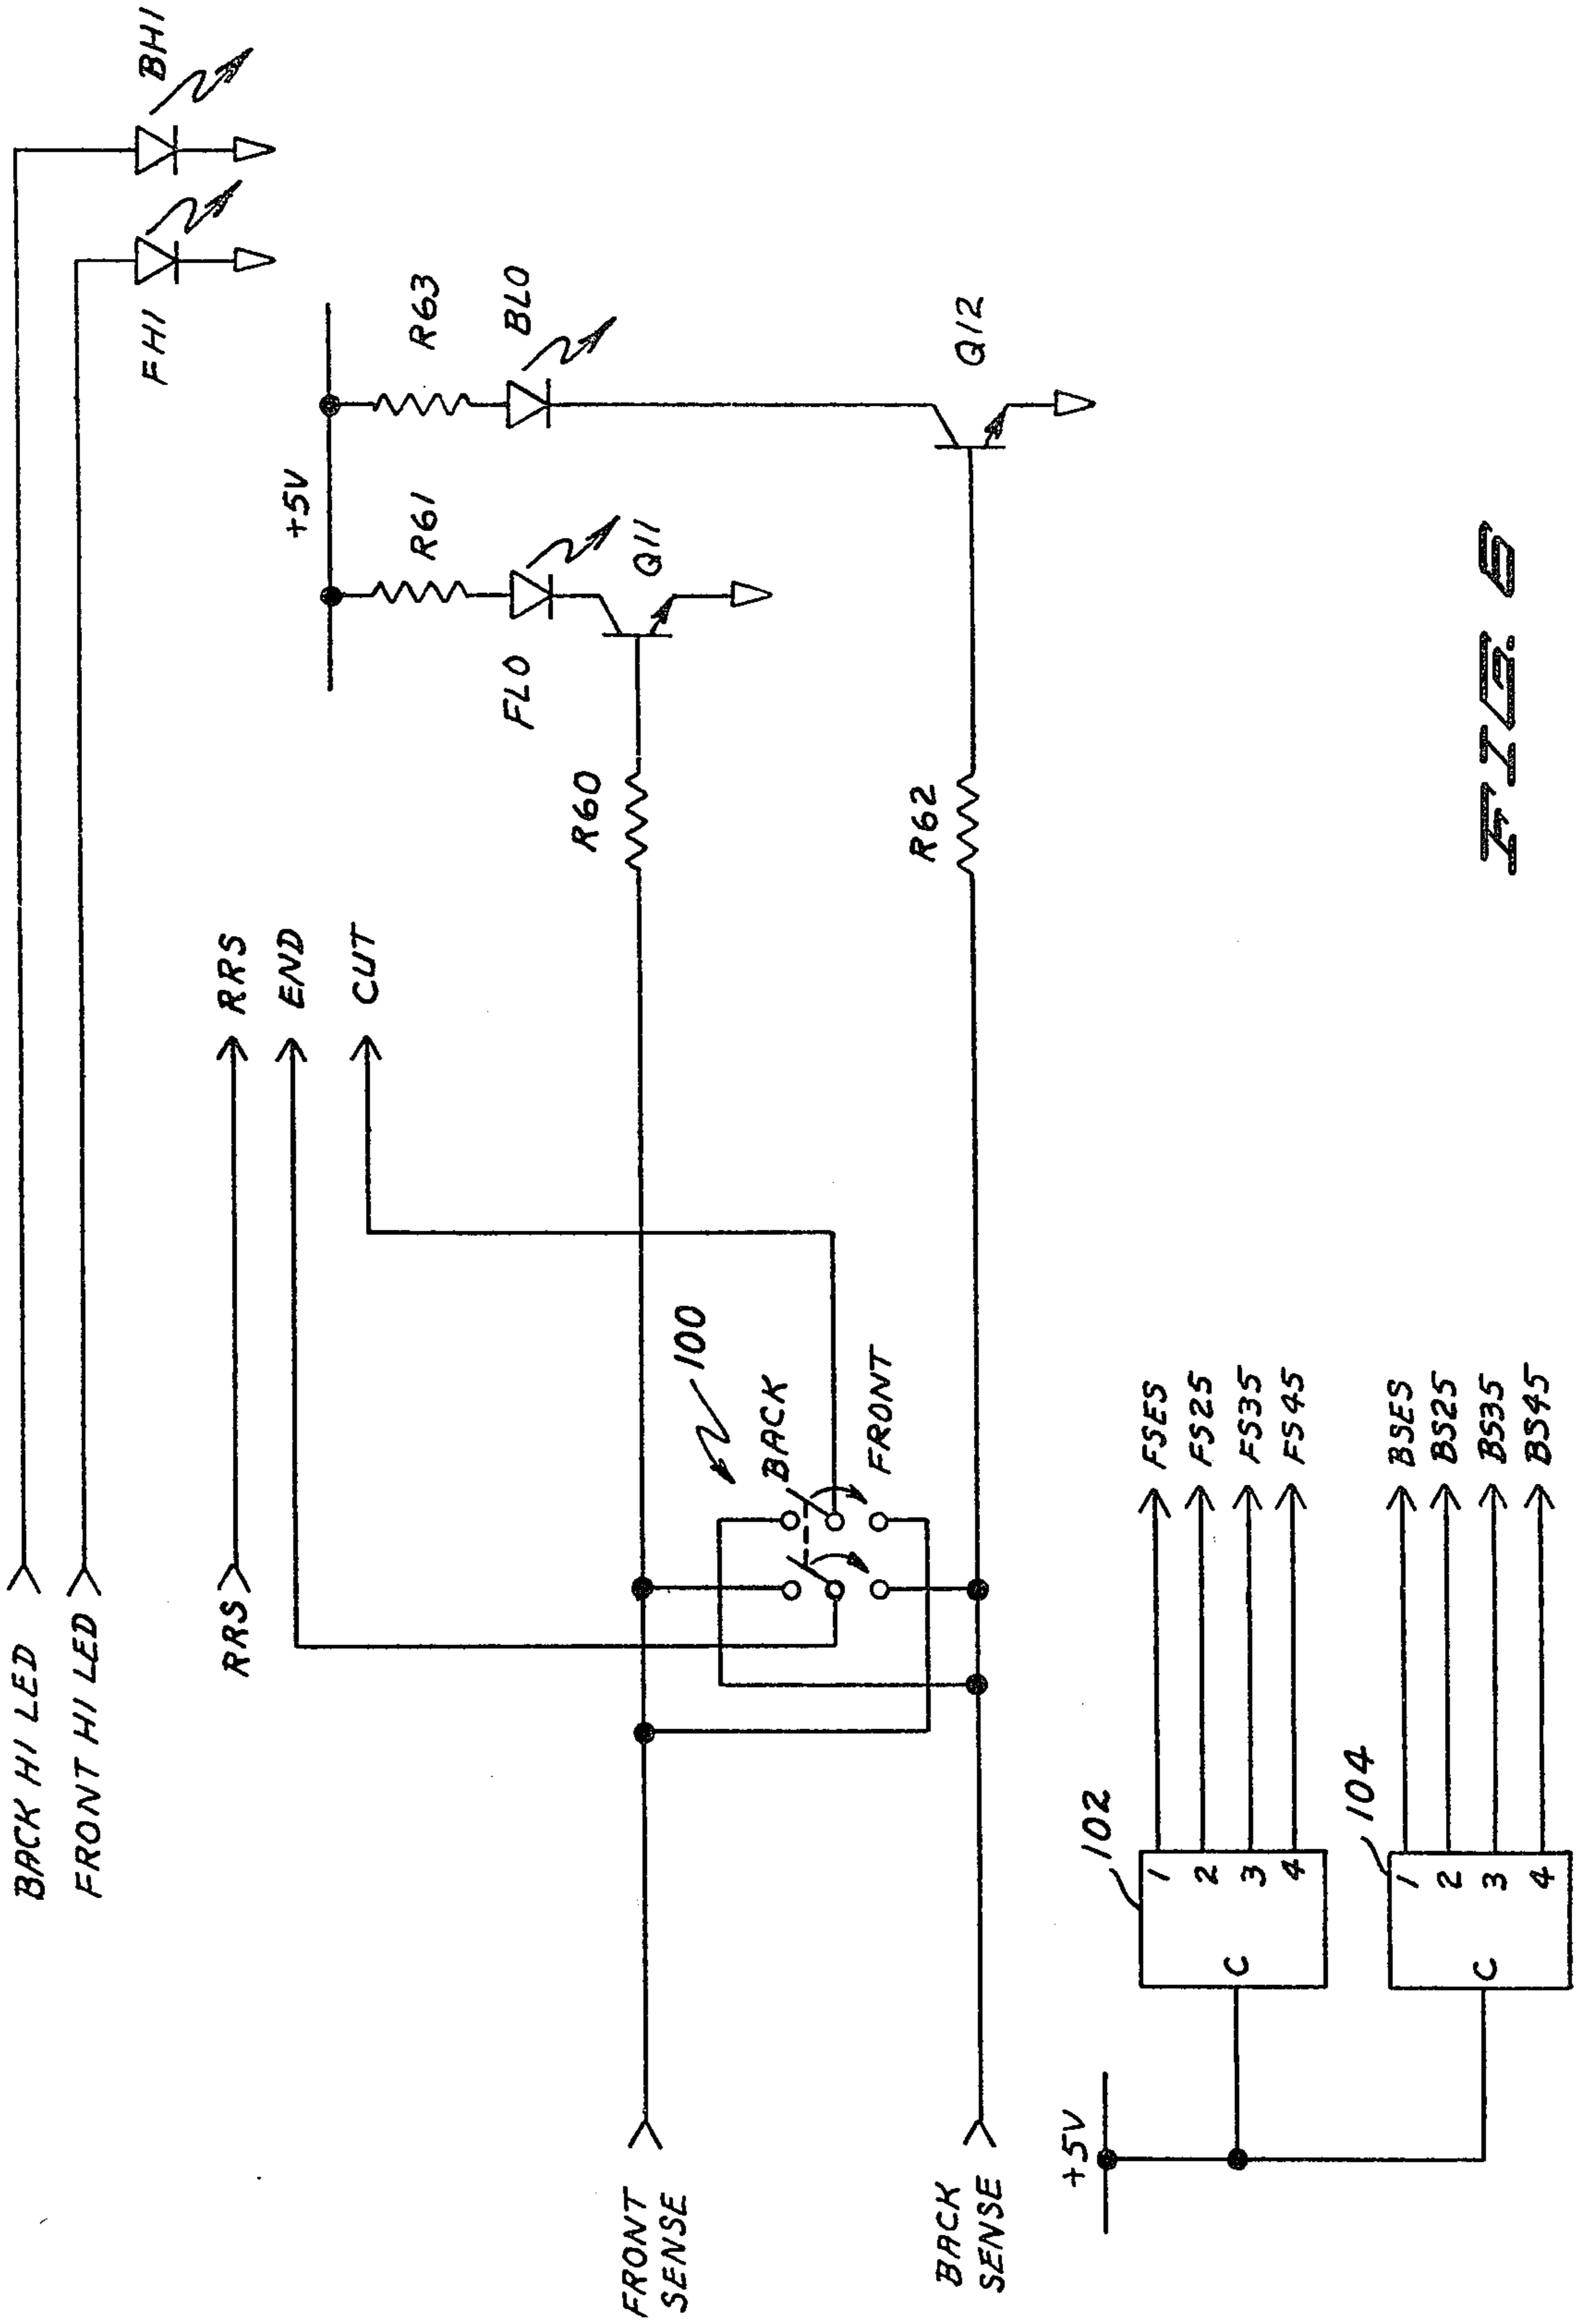 BACK HI LED
FRONT HI LED
FHI
BHI
RRS
RRS
END
CUT
+5V
R61
R63
FLO
BLO
Q11
Q12
R60
R62
100
BACK
FRONT
FRONT
SENSE
BACK
SENSE
+5V
102
C
1
2
3
4
FSES
FS25
FS35
FS45
104
C
1
2
3
4
BSES
BS25
BS35
BS45
FIG. 5